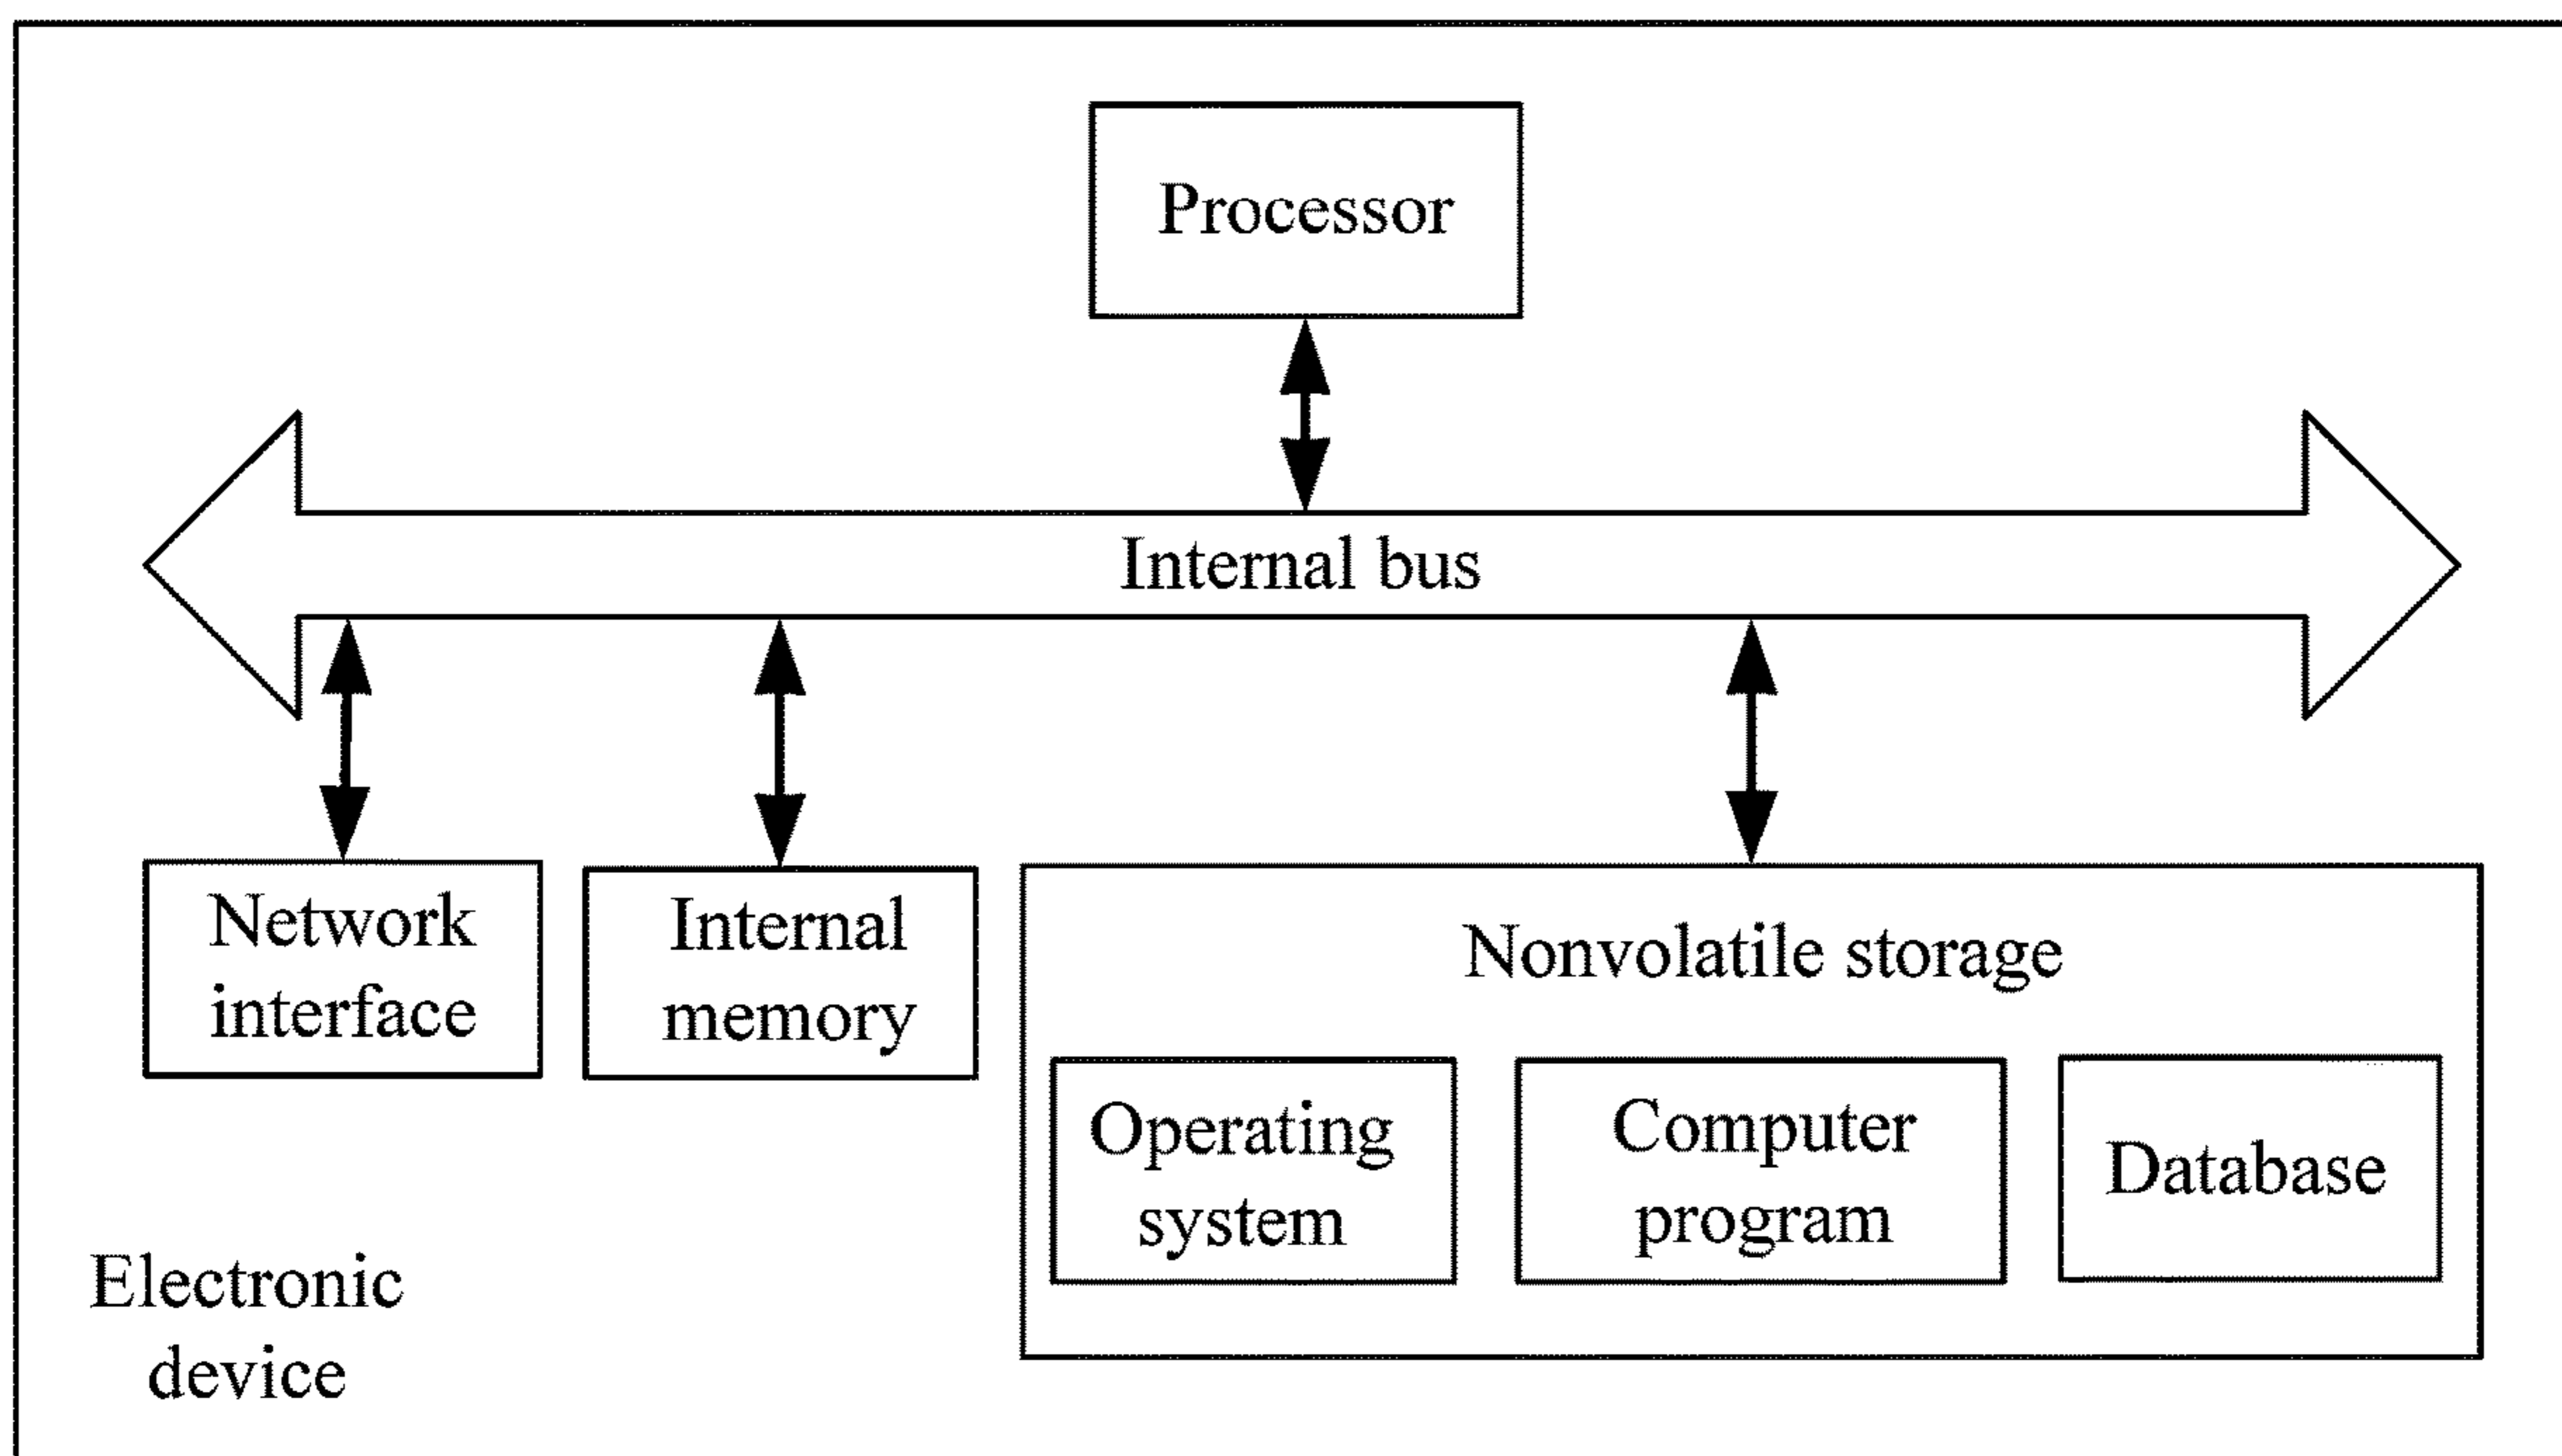 Processor
Internal bus
Network
interface
Internal
memory
Nonvolatile storage
Operating
system
Computer
program
Database
Electronic
device